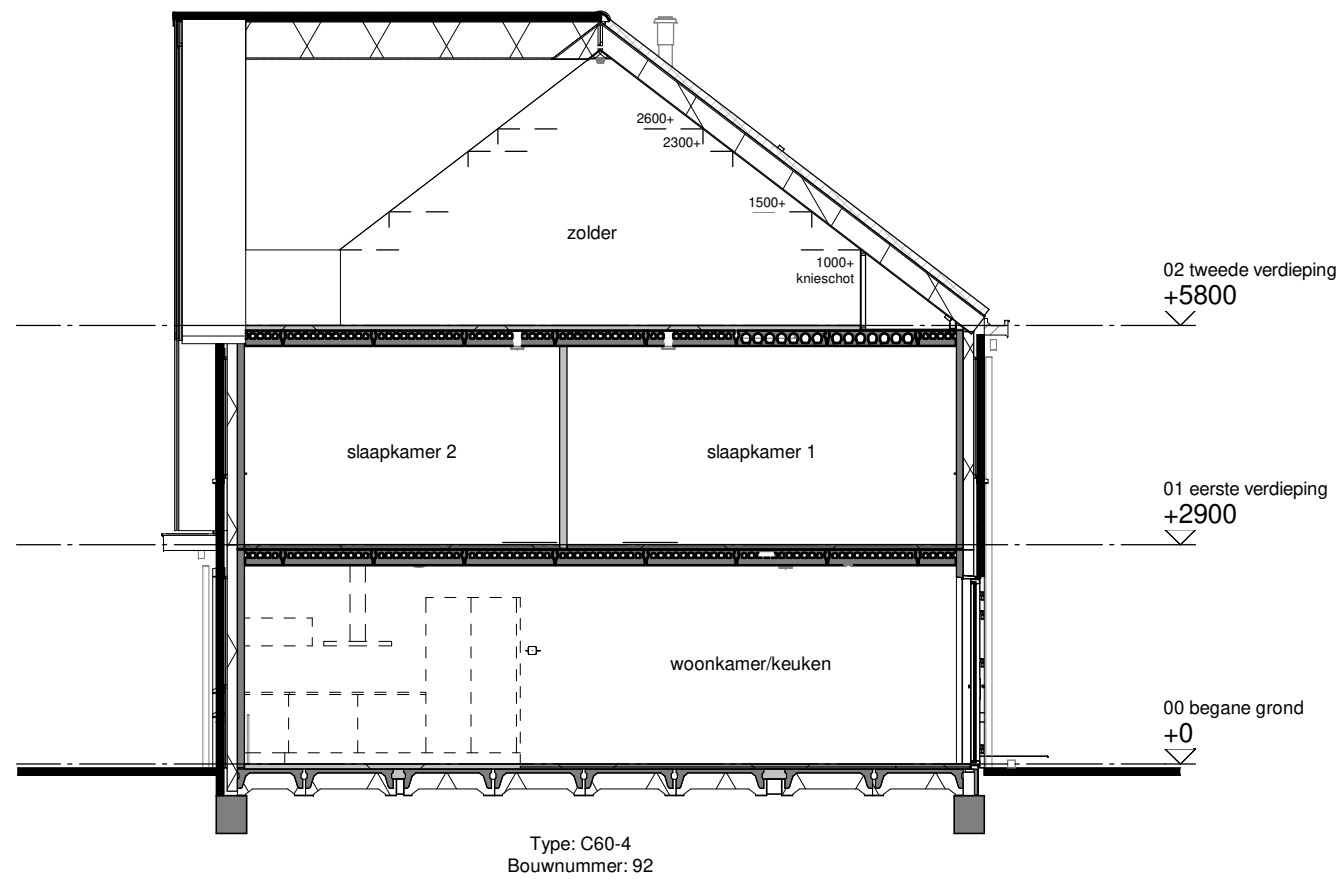 2600+
2300+
1500+
zolder
1000+
knieschot
02 tweede verdieping
+5800
slaapkamer 2
slaapkamer 1
01 eerste verdieping
+2900
woonkamer/keuken
00 begane grond
+0
Type: C60-4
Bouwnummer: 92